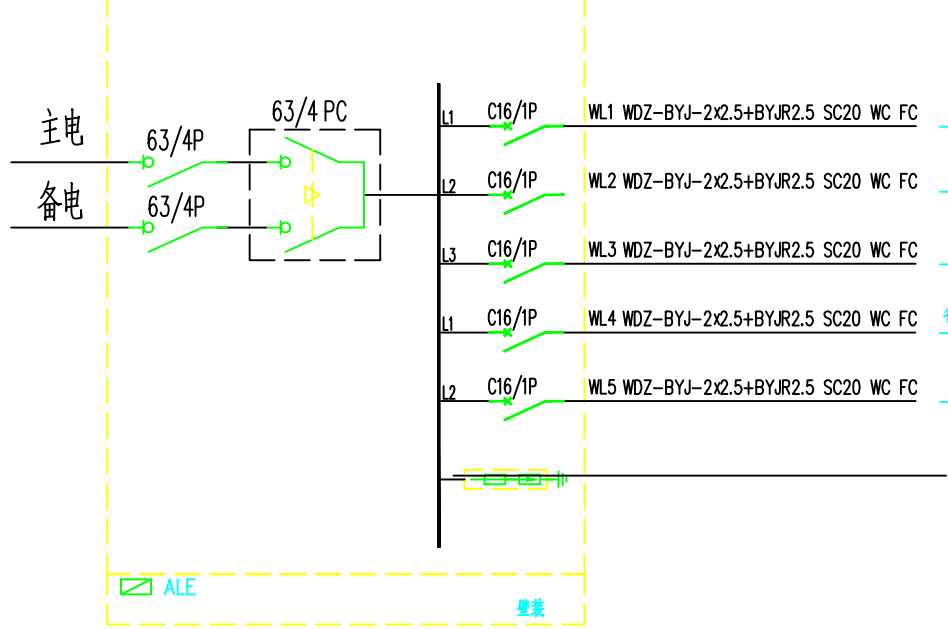 主电
63/4P
63/4 PC
备电
63/4P
L1 C16/1P WL1 WDZ-BYJ-2x2.5+BYJR2.5 SC20 WC FC
L2 C16/1P WL2 WDZ-BYJ-2x2.5+BYJR2.5 SC20 WC FC
L3 C16/1P WL3 WDZ-BYJ-2x2.5+BYJR2.5 SC20 WC FC
L1 C16/1P WL4 WDZ-BYJ-2x2.5+BYJR2.5 SC20 WC FC
L2 C16/1P WL5 WDZ-BYJ-2x2.5+BYJR2.5 SC20 WC FC
ALE
壁装